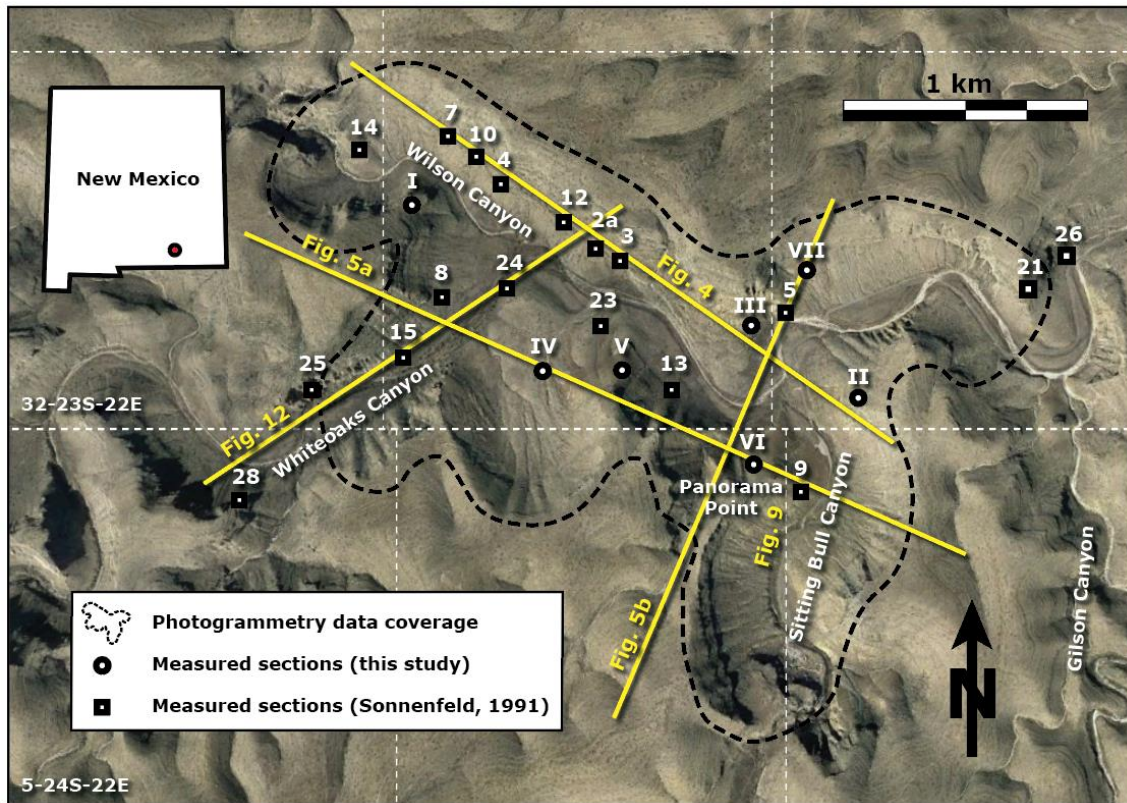 1 km
7
14
10
New Mexico
4
Wilson Canyon
I
12
2a
3
26
Fig. 5a
VII
21
8
24
Fig. 4
5
23
III
15
IV
V
25
13
II
32-23S-22E
Fig. 12
Whiteoaks Canyon
VI
28
9
Panorama
Point
Fig. 9
Sitting Bull Canyon
Gilson Canyon
Fig. 5b
Photogrammetry data coverage
Measured sections (this study)
Measured sections (Sonnenfeld, 1991)
N
5-24S-22E